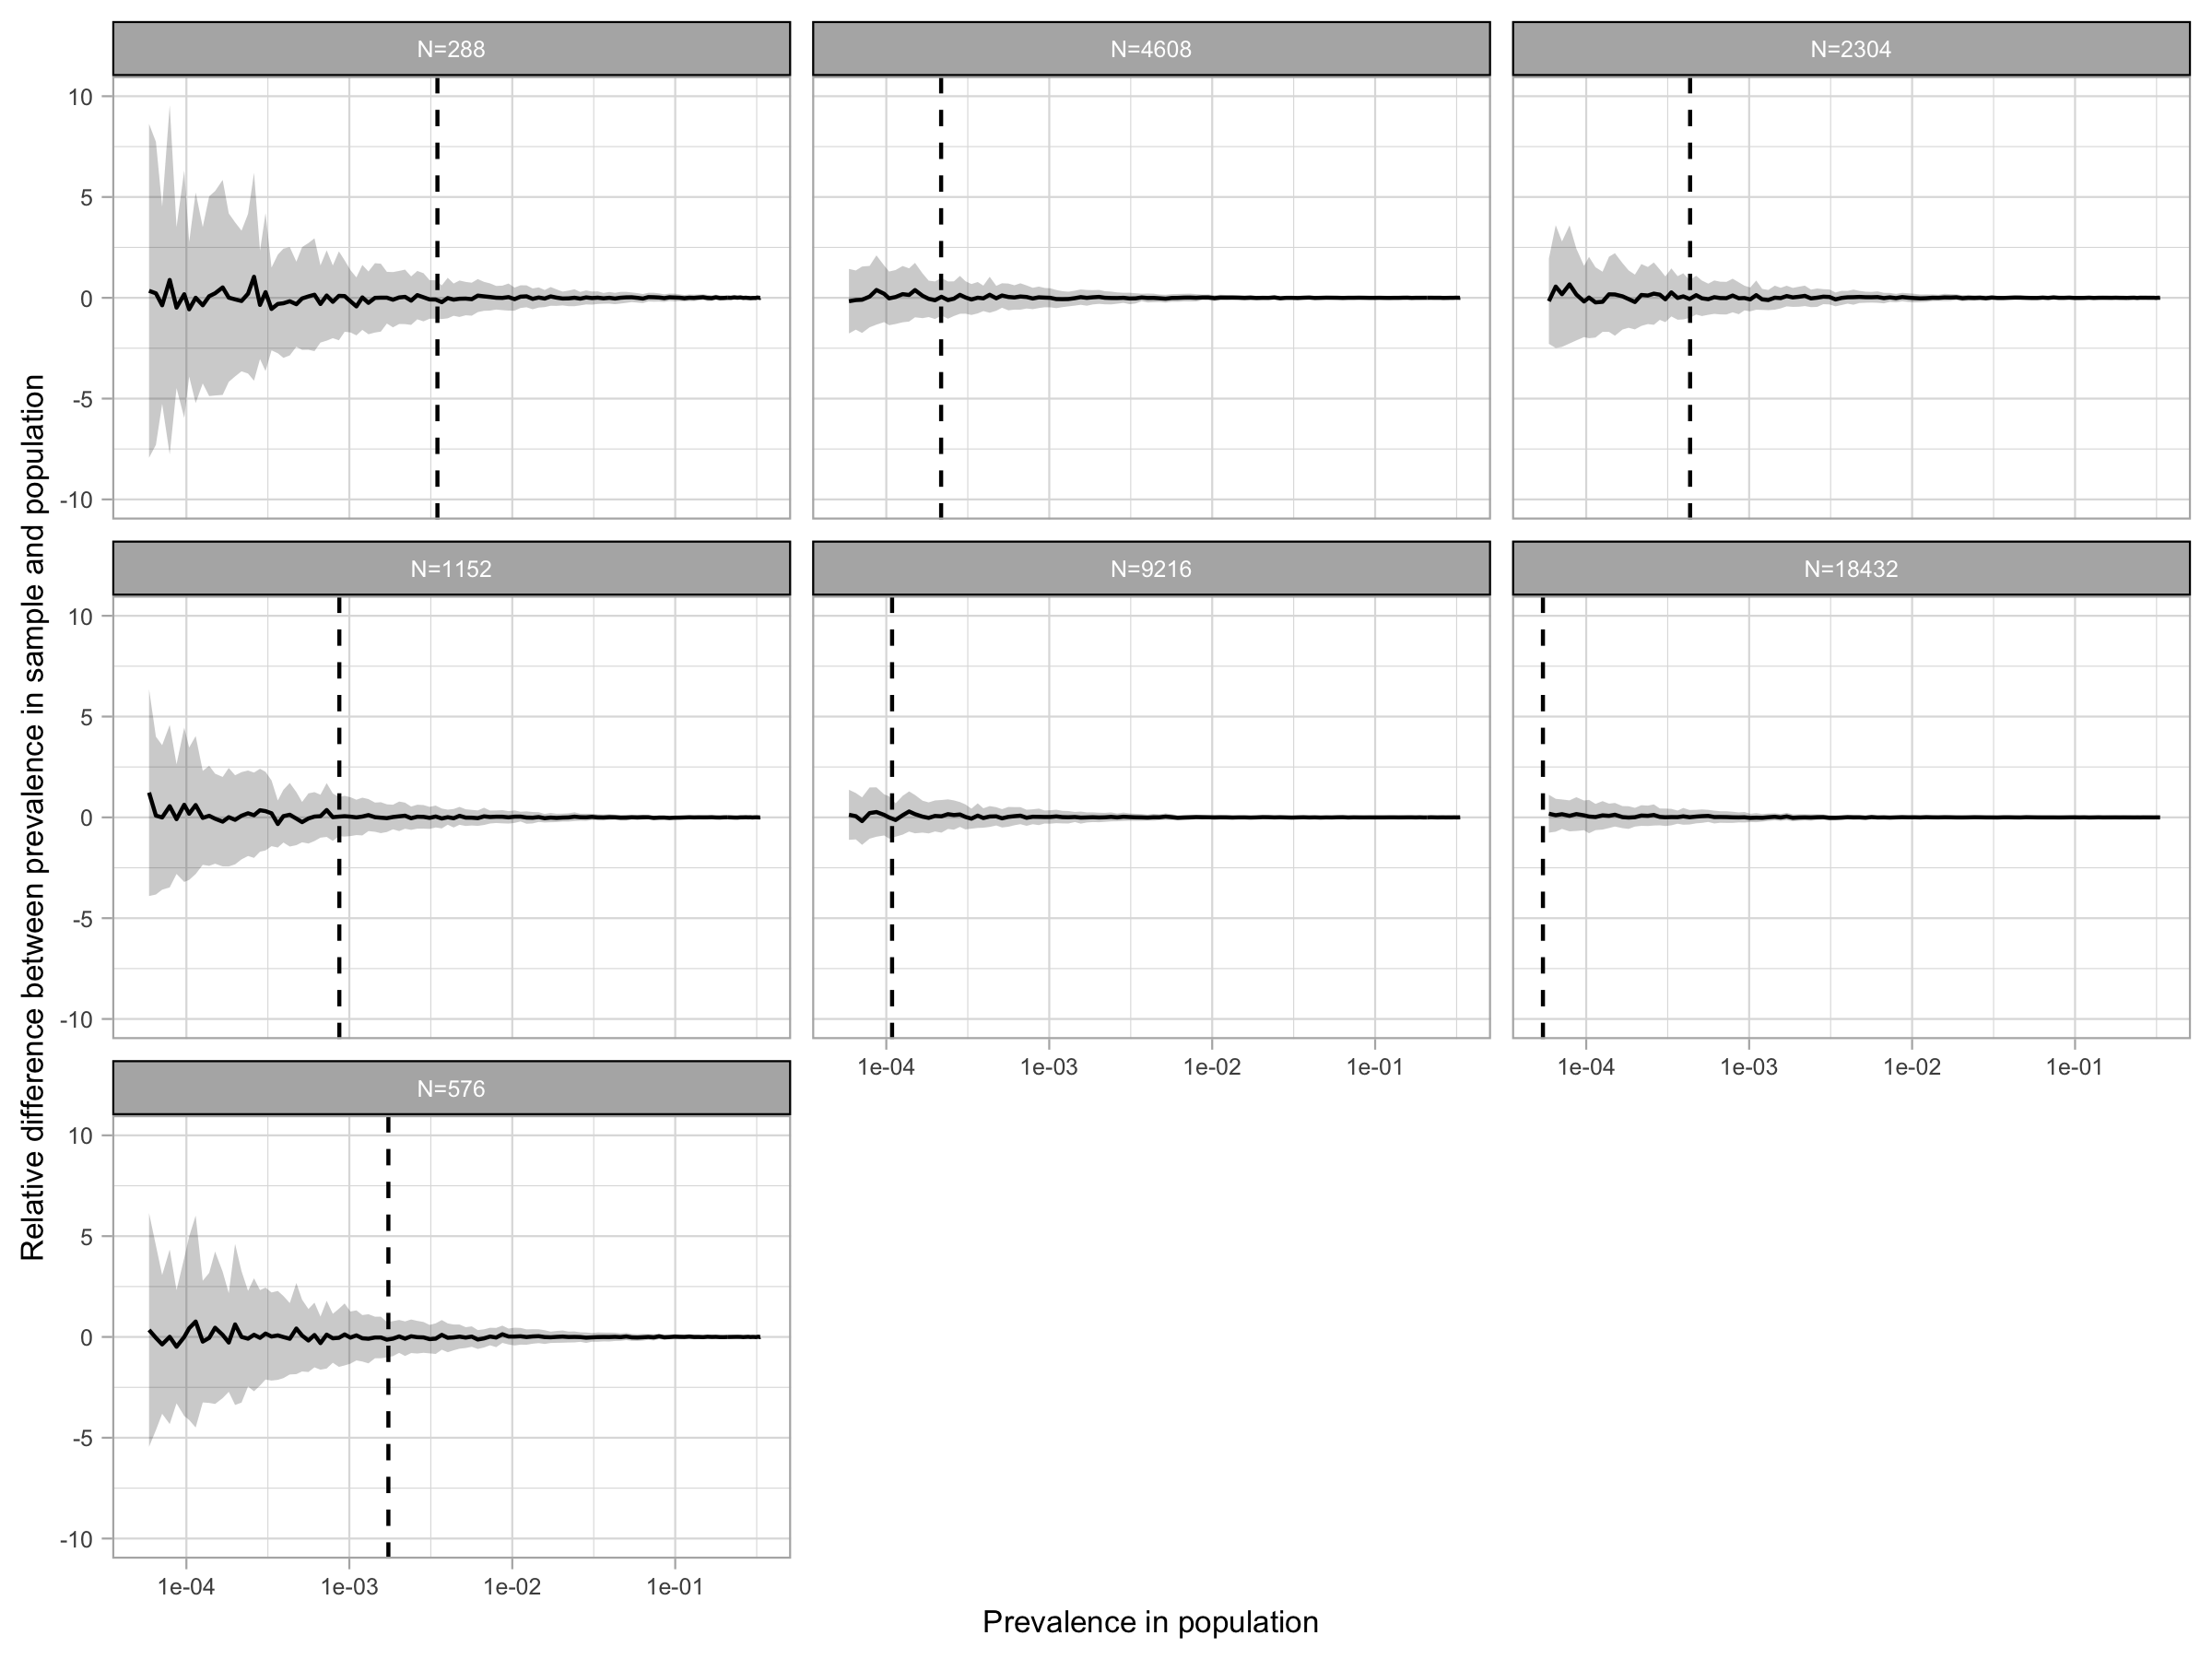 N=288
N=4608
N=2304
10
5
0
-5
-10
N=1152
N=9216
N=18432
10
5
0
-5
-10
1e-04 1e-03 1e-02 1e-01
1e-04 1e-03 1e-02 1e-01
N=576
10
5
0
-5
-10
1e-04 1e-03 1e-02 1e-01
Relative difference between prevalence in sample and population
Prevalence in population